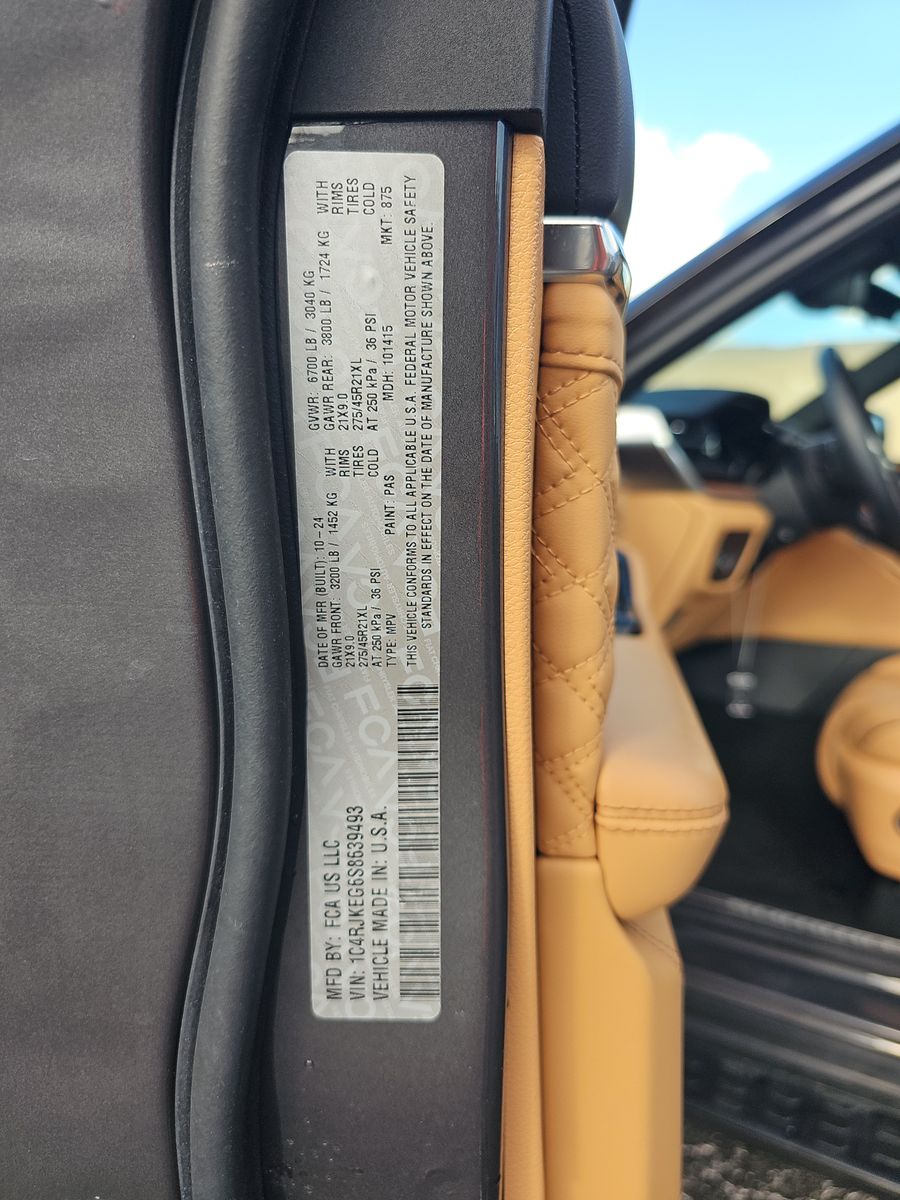 MFD BY: FCA US LLC
VIN: 1C4RJKEG6S8639493
VEHICLE MADE IN: U.S.A.
DATE OF MFR (BUILT): 10-24 GVWR: 6700 LB / 3040 KG
GAWR FRONT: 3200 LB / 1452 KG WITH GAWR REAR: 3800 LB / 1724 KG WITH
21X9.0 RIMS 21X9.0 RIMS
275/45R21XL TIRES 275/45R21XL TIRES
AT 250 kPa / 36 PSI COLD AT 250 kPa / 36 PSI COLD
TYPE: MPV PAINT: PAS MDH: 101415 MKT: 875
THIS VEHICLE CONFORMS TO ALL APPLICABLE U.S.A. FEDERAL MOTOR VEHICLE SAFETY
STANDARDS IN EFFECT ON THE DATE OF MANUFACTURE SHOWN ABOVE.